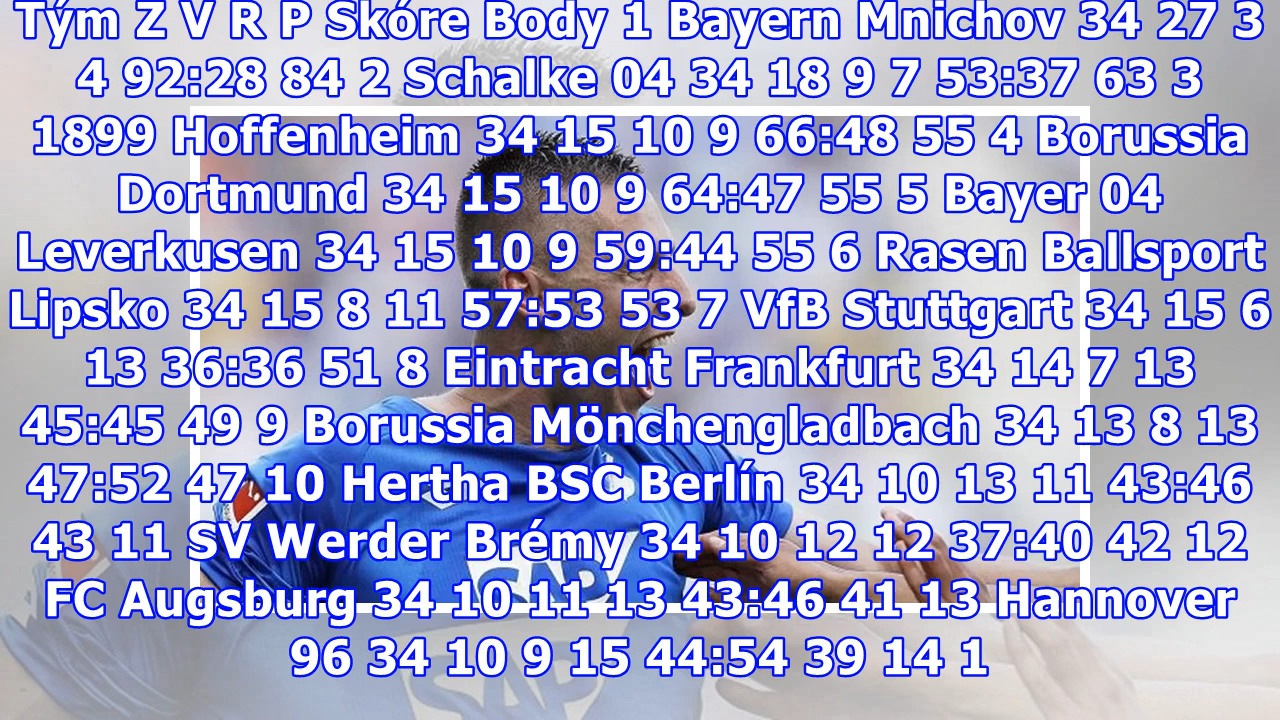 Tým Z V R P Skóre Body 1 Bayern Mnichov 34 27 3
4 92:28 84 2 Schalke 04 34 18 9 7 53:37 63 3
1899 Hoffenheim 34 15 10 9 66:48 55 4 Borussia
Dortmund 34 15 10 9 64:47 55 5 Bayer 04
Leverkusen 34 15 10 9 59:44 55 6 Rasen Ballsport
Lipsko 34 15 8 11 57:53 53 7 VfB Stuttgart 34 15 6
13 36:36 51 8 Eintracht Frankfurt 34 14 7 13
45:45 49 9 Borussia Mönchengladbach 34 13 8 13
47:52 47 10 Hertha BSC Berlín 34 10 13 11 43:46
43 11 SV Werder Brémy 34 10 12 12 37:40 42 12
FC Augsburg 34 10 11 13 43:46 41 13 Hannover
96 34 10 9 15 44:54 39 14 1
SAP
SAP